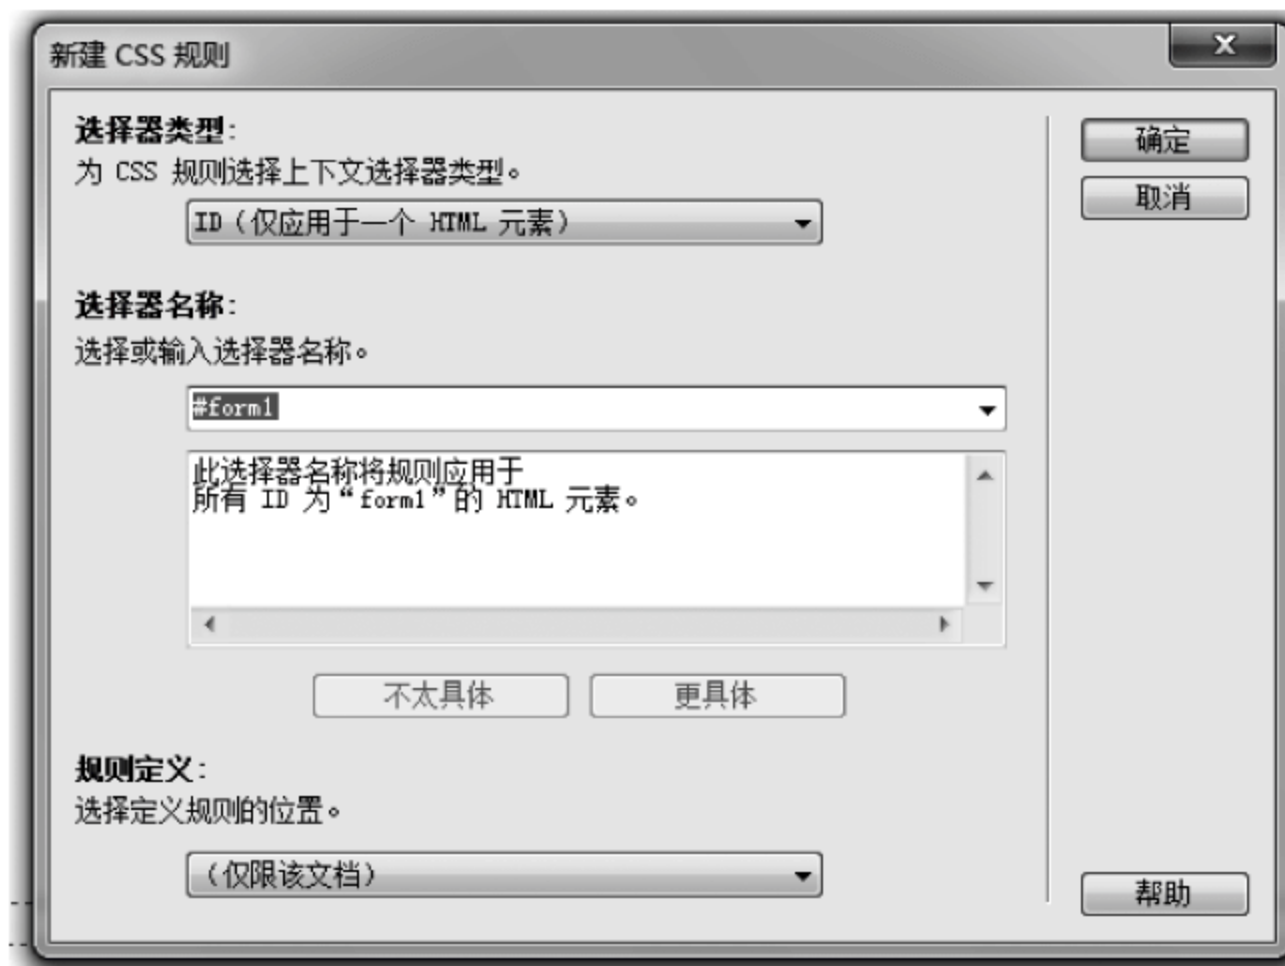 新建 CSS 规则
选择器类型:
为 CSS 规则选择上下文选择器类型。
ID（仅应用于一个 HTML 元素）
选择器名称:
选择或输入选择器名称。
#form1
此选择器名称将规则应用于
所有 ID 为“form1”的 HTML 元素。
不太具体
更具体
规则定义:
选择定义规则的位置。
（仅限该文档）
确定
取消
帮助